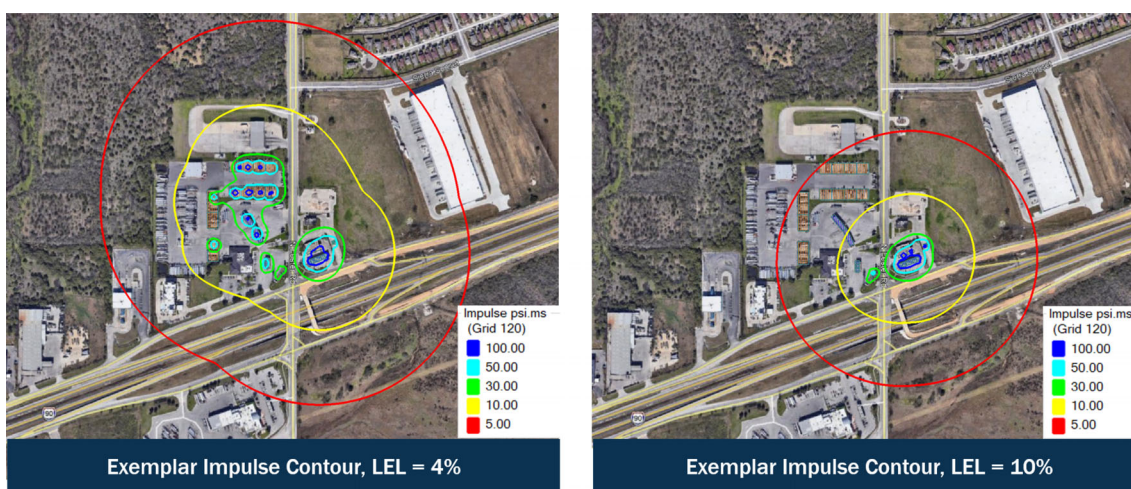 Impulse psi.ms
(Grid 120)
100.00
50.00
30.00
10.00
5.00
90
Exemplar Impulse Contour, LEL = 4%
Impulse psi.ms
(Grid 120)
100.00
50.00
30.00
10.00
5.00
90
Exemplar Impulse Contour, LEL = 10%